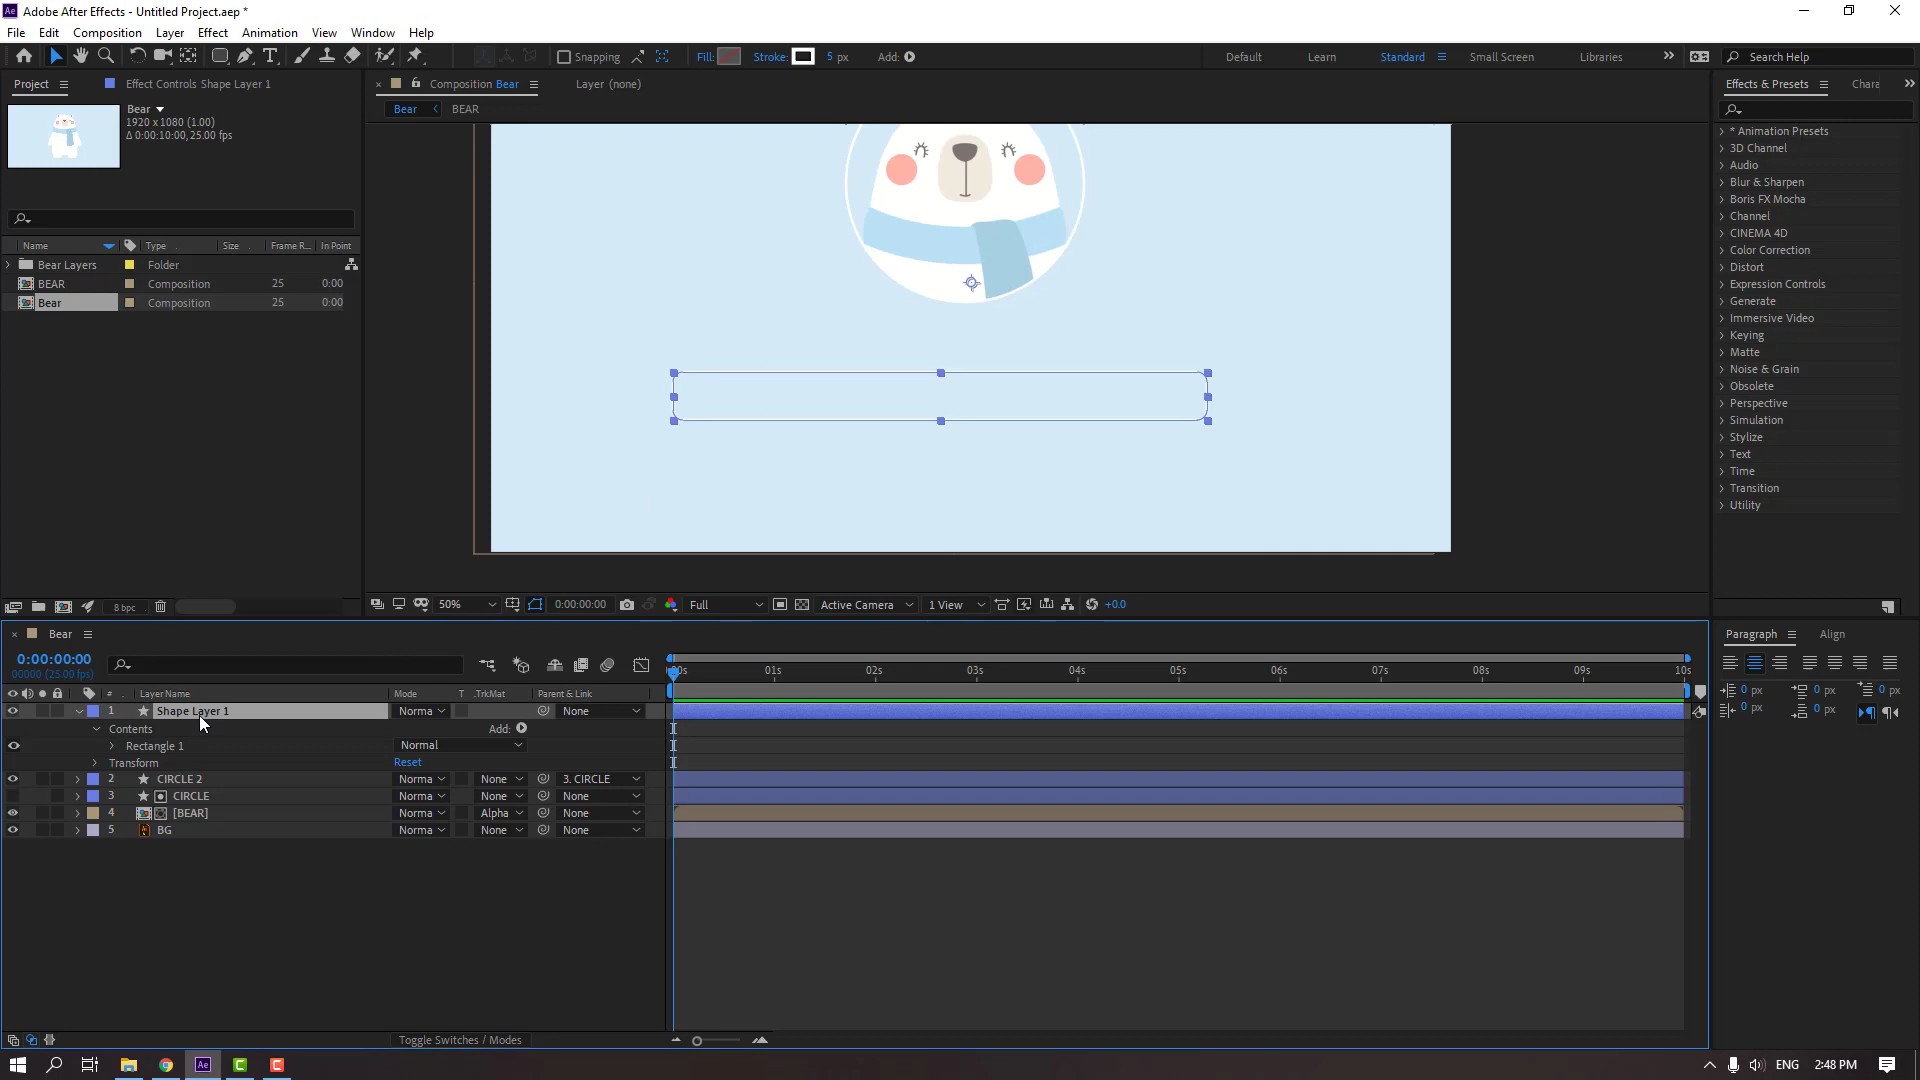 Ae Adobe After Effects - Untitled Project.aep *
File Edit Composition Layer Effect Animation View Window Help
Snapping Fill: Stroke: 5 px Add: Default Learn Standard Small Screen Libraries Search Help
Project Effect Controls Shape Layer 1 Composition Bear Layer (none) Effects & Presets Chara
Bear
1920 x 1080 (1.00)
Δ 0:00:10:00, 25.00 fps
Bear BEAR
Name Type Size Frame R... In Point
Bear Layers Folder
BEAR Composition 25 0:00
Bear Composition 25 0:00
* Animation Presets
3D Channel
Audio
Blur & Sharpen
Boris FX Mocha
Channel
CINEMA 4D
Color Correction
Distort
Expression Controls
Generate
Immersive Video
Keying
Matte
Noise & Grain
Obsolete
Perspective
Simulation
Stylize
Text
Time
Transition
Utility
8 bpc 50% 0:00:00:00 Full Active Camera 1 View +0.0
Bear
0:00:00:00
00000 (25.00 fps)
:00s 01s 02s 03s 04s 05s 06s 07s 08s 09s 10s
# Layer Name Mode T .TrkMat Parent & Link
1 Shape Layer 1 Norma None
Contents Add:
Rectangle 1 Normal
Transform Reset
2 CIRCLE 2 Norma None 3. CIRCLE
3 CIRCLE Norma None None
4 [BEAR] Norma Alpha None
5 BG Norma None None
Toggle Switches / Modes
Paragraph Align
0 px 0 px 0 px
0 px 0 px
Ae ENG 2:48 PM